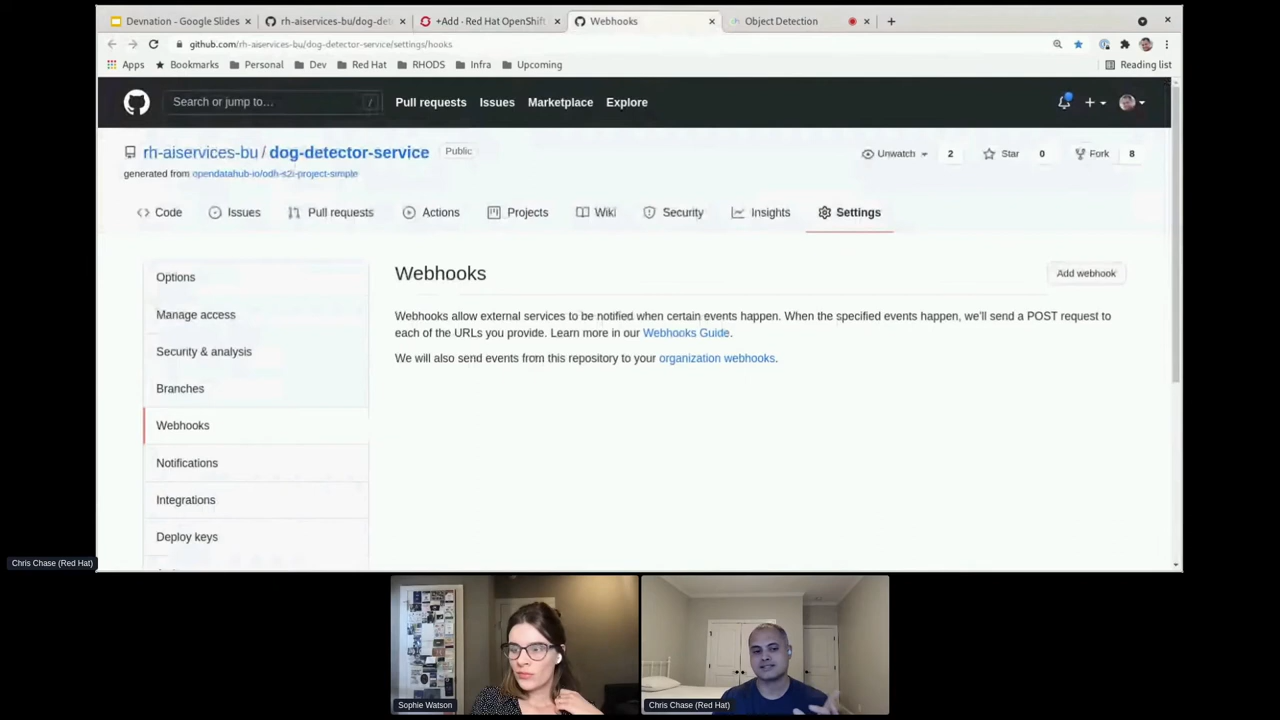 Devnation - Google Slides
rh-aiservices-bu/dog-dete
+Add · Red Hat OpenShift
Webhooks
Object Detection
github.com/rh-aiservices-bu/dog-detector-service/settings/hooks
Apps
Bookmarks
Personal
Dev
Red Hat
RHODS
Infra
Upcoming
Reading list
Search or jump to…
/
Pull requests
Issues
Marketplace
Explore
rh-aiservices-bu / dog-detector-service
Public
Unwatch
2
Star
0
Fork
8
generated from opendatahub-io/odh-s2i-project-simple
Code
Issues
Pull requests
Actions
Projects
Wiki
Security
Insights
Settings
Options
Manage access
Security & analysis
Branches
Webhooks
Notifications
Integrations
Deploy keys
Webhooks
Add webhook
Webhooks allow external services to be notified when certain events happen. When the specified events happen, we'll send a POST request to
each of the URLs you provide. Learn more in our Webhooks Guide.
We will also send events from this repository to your organization webhooks.
Chris Chase (Red Hat)
Sophie Watson
Chris Chase (Red Hat)